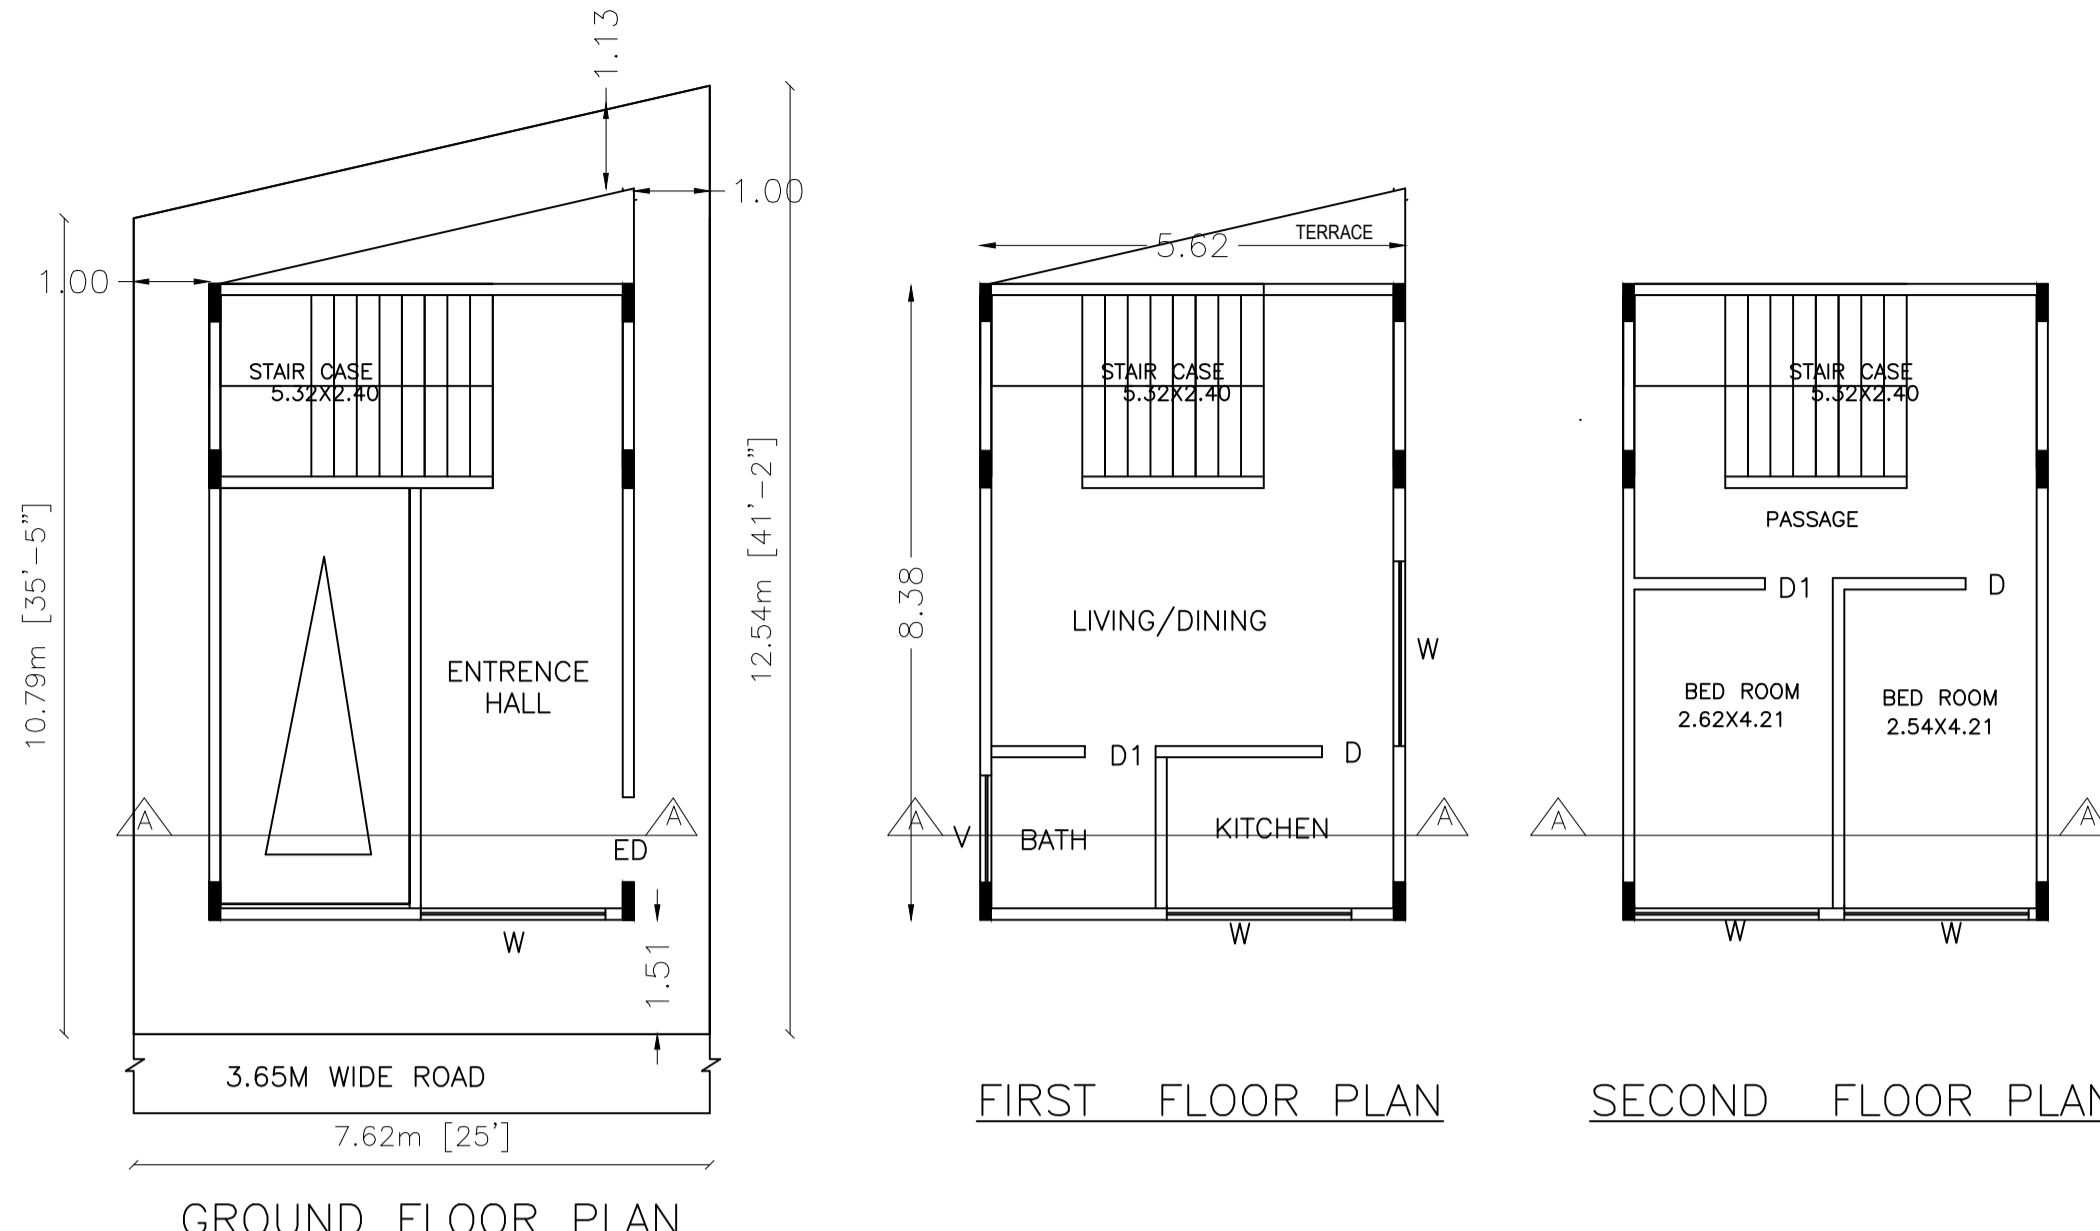 1.13
1.00
1.00
STAIR CASE
5.32X2.40
10.79m [35'-5"]
12.54m [41'-2"]
ENTRENCE
HALL
A
A
ED
W
1.51
3.65M WIDE ROAD
7.62m [25']
GROUND FLOOR PLAN
5.62
TERRACE
STAIR CASE
5.32X2.40
8.38
LIVING/DINING
W
D1
D
A
A
V
BATH
KITCHEN
W
FIRST FLOOR PLAN
STAIR CASE
5.32X2.40
PASSAGE
D1
D
BED ROOM
2.62X4.21
BED ROOM
2.54X4.21
A
A
W
W
SECOND FLOOR PLAN